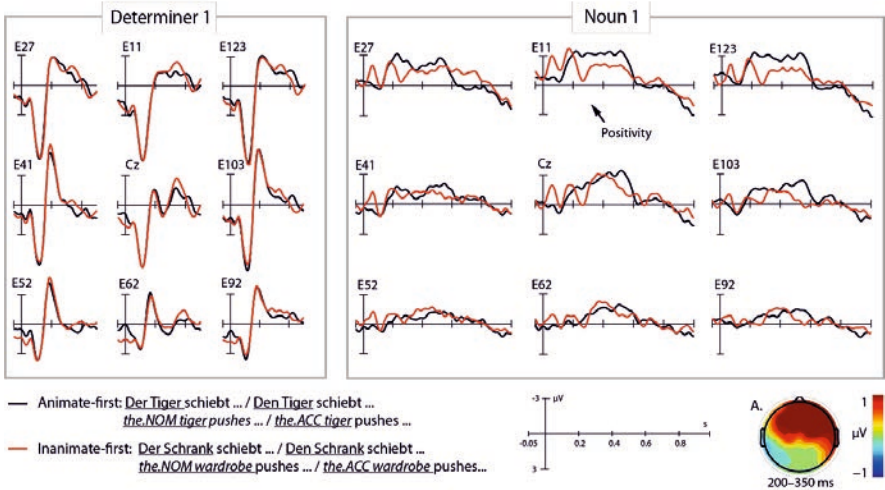 Determiner 1
Noun 1
E27 E11 E123
E41 Cz E103
E52 E62 E92
E27 E11 E123
Positivity
E41 Cz E103
E52 E62 E92
Animate-first: Der Tiger schiebt ... / Den Tiger schiebt ...
the.NOM tiger pushes ... / the.ACC tiger pushes ...
Inanimate-first: Der Schrank schiebt ... / Den Schrank schiebt ...
the.NOM wardrobe pushes ... / the.ACC wardrobe pushes...
-3 µV
s
-0.05 0.2 0.4 0.6 0.8
3
A.
1
µV
−1
200–350 ms